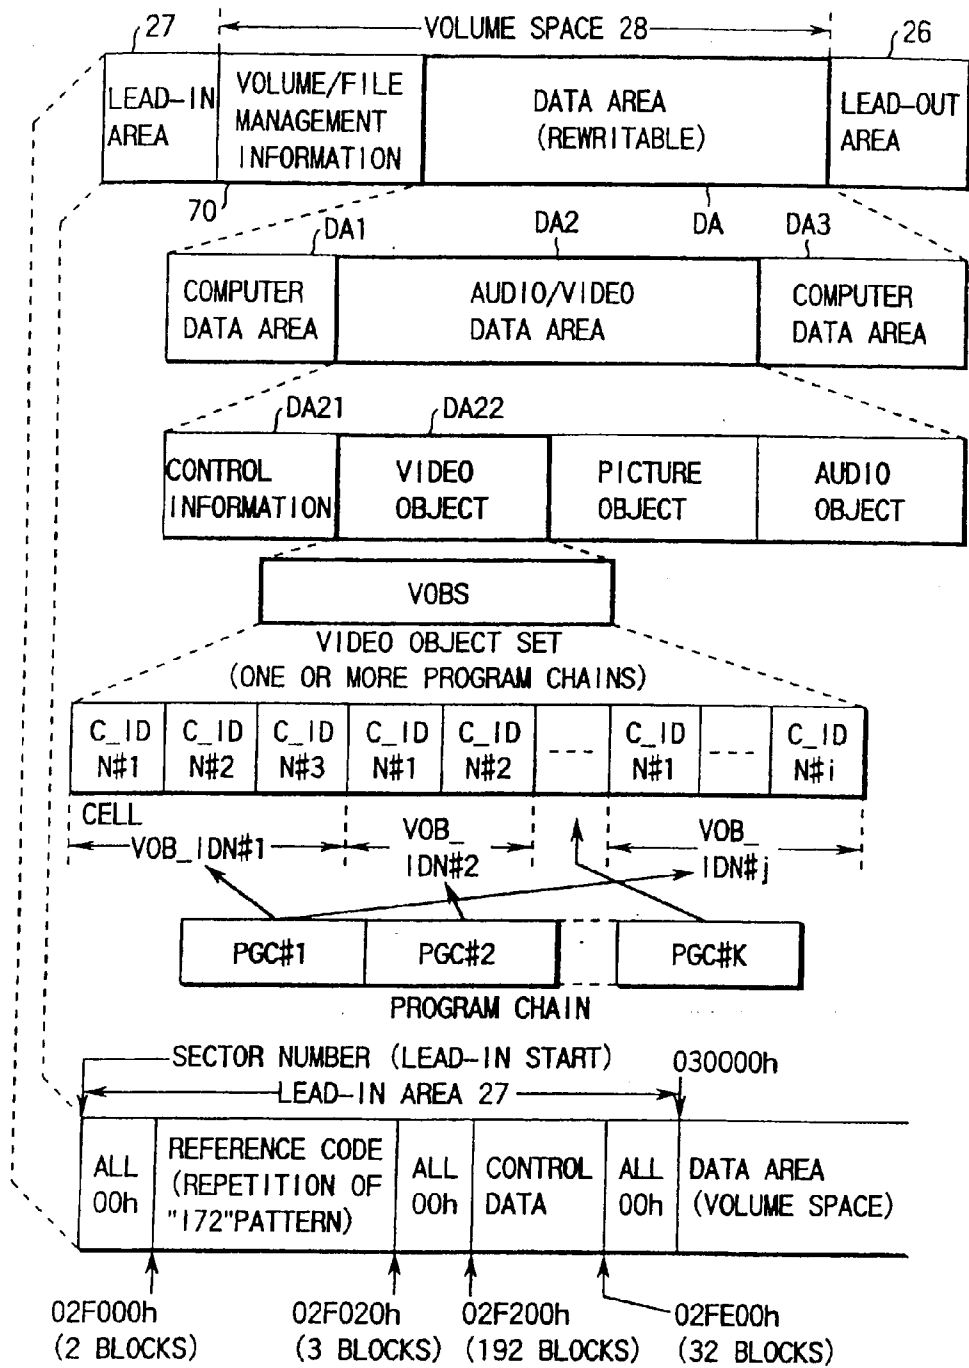 27
VOLUME SPACE 28
26
LEAD-IN
AREA
VOLUME/FILE
MANAGEMENT
INFORMATION
DATA AREA
(REWRITABLE)
LEAD-OUT
AREA
70
DA1
DA2
DA
DA3
COMPUTER
DATA AREA
AUDIO/VIDEO
DATA AREA
COMPUTER
DATA AREA
DA21
DA22
CONTROL
INFORMATION
VIDEO
OBJECT
PICTURE
OBJECT
AUDIO
OBJECT
VOBS
VIDEO OBJECT SET
(ONE OR MORE PROGRAM CHAINS)
C_ID
N#1
C_ID
N#2
C_ID
N#3
C_ID
N#1
C_ID
N#2
----
C_ID
N#1
----
C_ID
N#i
CELL
VOB_IDN#1
VOB_
IDN#2
VOB_
IDN#j
PGC#1
PGC#2
PGC#K
PROGRAM CHAIN
SECTOR NUMBER (LEAD-IN START)
030000h
LEAD-IN AREA 27
ALL
00h
REFERENCE CODE
(REPETITION OF
"172"PATTERN)
ALL
00h
CONTROL
DATA
ALL
00h
DATA AREA
(VOLUME SPACE)
02F000h
(2 BLOCKS)
02F020h
(3 BLOCKS)
02F200h
(192 BLOCKS)
02FE00h
(32 BLOCKS)